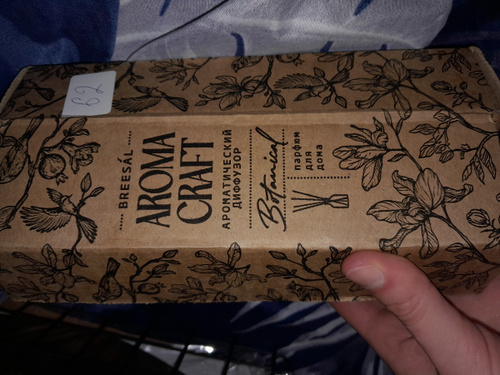 BREESÁL
AROMA
CRAFT
АРОМАТИЧЕСКИЙ
ДИФФУЗОР
Botanical
парфюм
для
дома
62